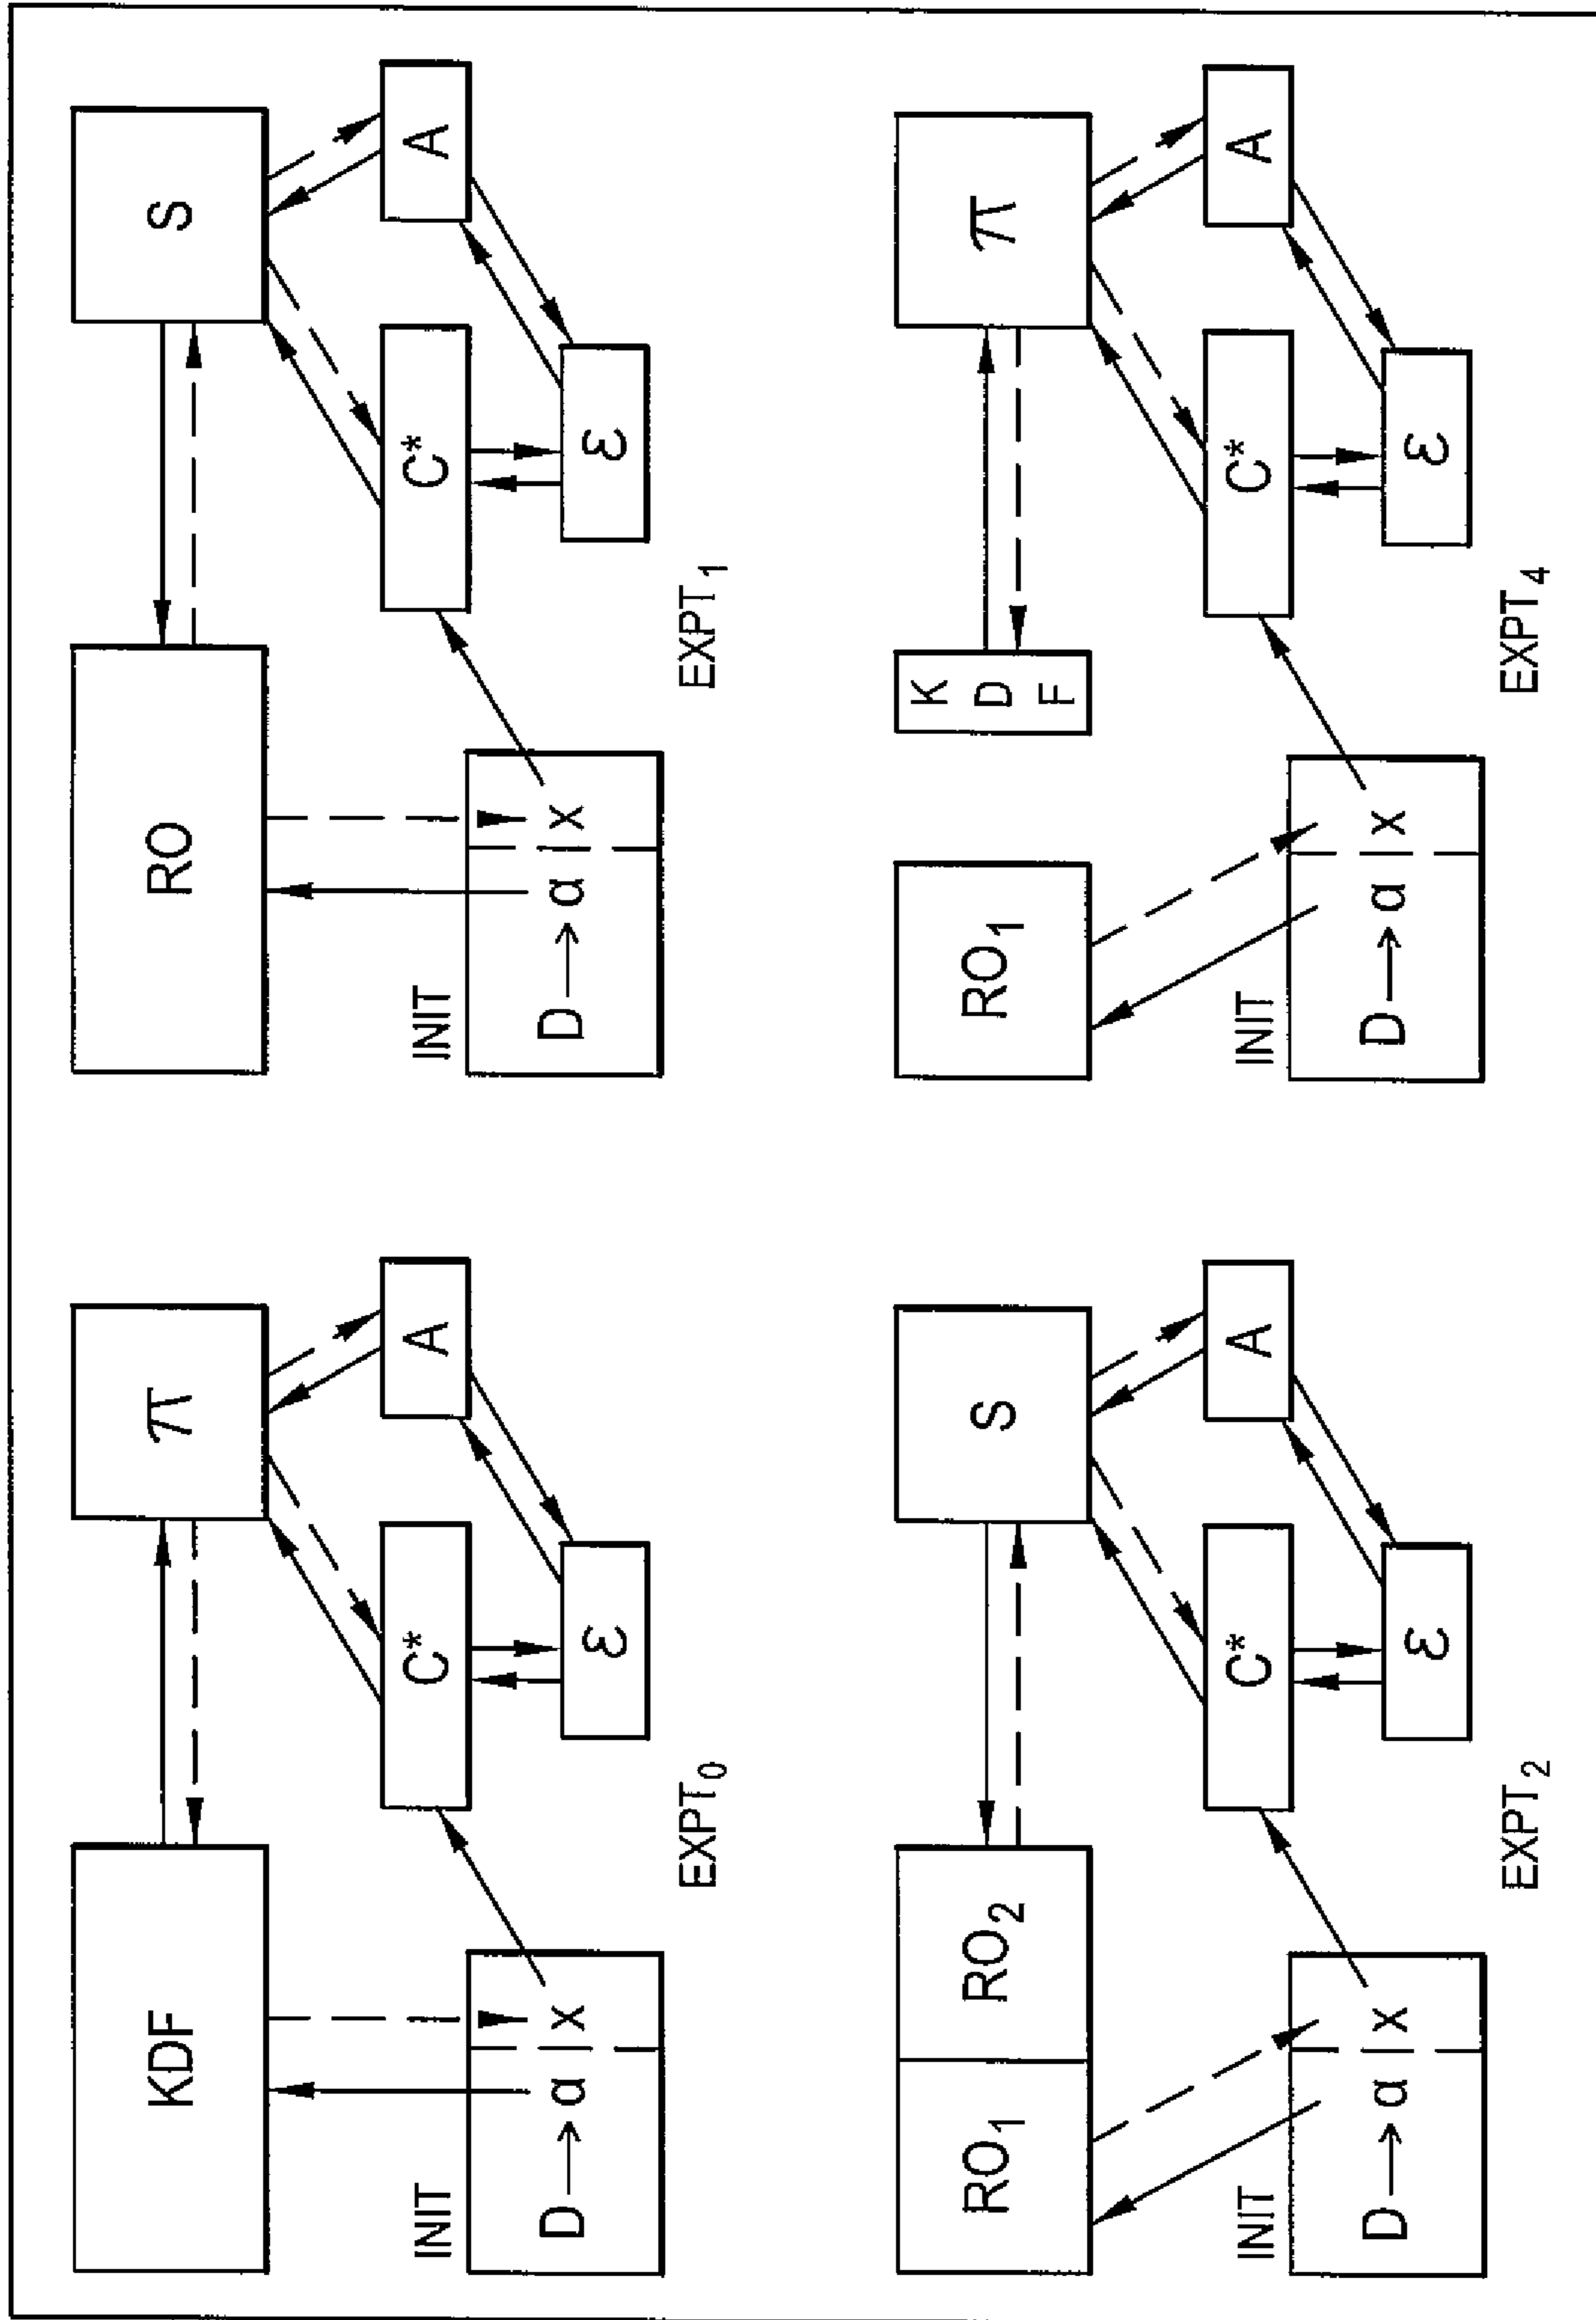 KDF
π
INIT
D→α x
C*
A
ε
EXPT₀
RO
S
INIT
D→α x
C*
A
ε
EXPT₁
RO₁
RO₂
S
INIT
D→α x
C*
A
ε
EXPT₂
RO₁
K
D
F
π
INIT
D→α x
C*
A
ε
EXPT₄